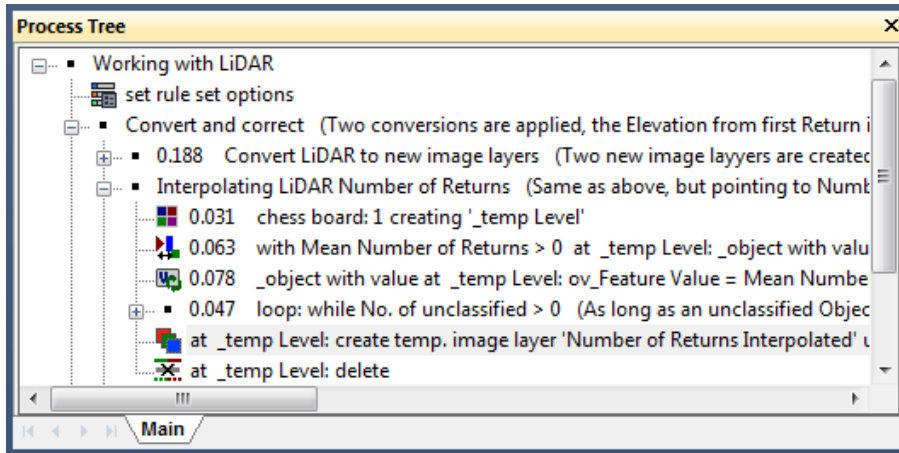 Process Tree
Working with LiDAR
set rule set options
Convert and correct (Two conversions are applied, the Elevation from first Return i
0.188 Convert LiDAR to new image layers (Two new image layyers are created
Interpolating LiDAR Number of Returns (Same as above, but pointing to Numb
0.031 chess board: 1 creating '_temp Level'
0.063 with Mean Number of Returns > 0 at _temp Level: _object with valu
0.078 _object with value at _temp Level: ov_Feature Value = Mean Numbe
0.047 loop: while No. of unclassified > 0 (As long as an unclassified Objec
at _temp Level: create temp. image layer 'Number of Returns Interpolated' u
at _temp Level: delete
Main